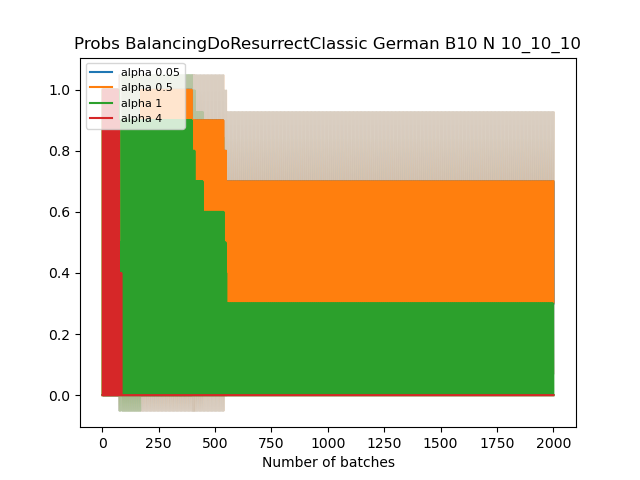 Probs BalancingDoResurrectClassic German B10 N 10_10_10
alpha 0.05
alpha 0.5
alpha 1
alpha 4
1.0
0.8
0.6
0.4
0.2
0.0
0 250 500 750 1000 1250 1500 1750 2000
Number of batches